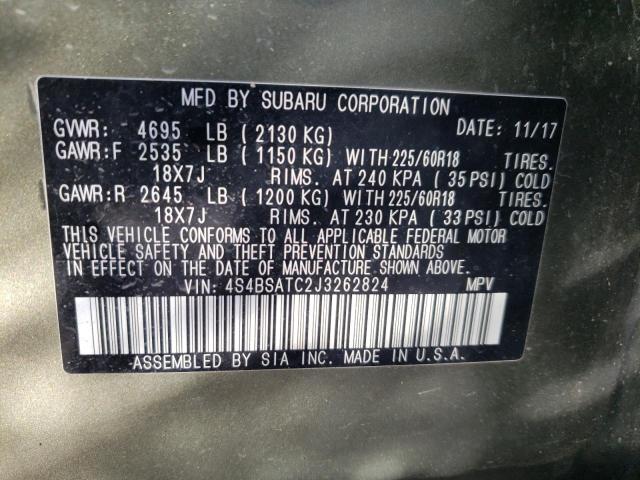 MFD BY SUBARU CORPORATION
GVWR: 4695 LB ( 2130 KG) DATE: 11/17
GAWR:F 2535 LB ( 1150 KG) WITH 225/60R18 TIRES.
18X7J RIMS. AT 240 KPA ( 35 PSI) COLD
GAWR:R 2645 LB ( 1200 KG) WITH 225/60R18 TIRES.
18X7J RIMS. AT 230 KPA ( 33 PSI) COLD
THIS VEHICLE CONFORMS TO ALL APPLICABLE FEDERAL MOTOR
VEHICLE SAFETY AND THEFT PREVENTION STANDARDS
IN EFFECT ON THE DATE OF MANUFACTURE SHOWN ABOVE.
VIN: 4S4BSATC2J3262824 MPV
ASSEMBLED BY SIA INC. MADE IN U.S.A.